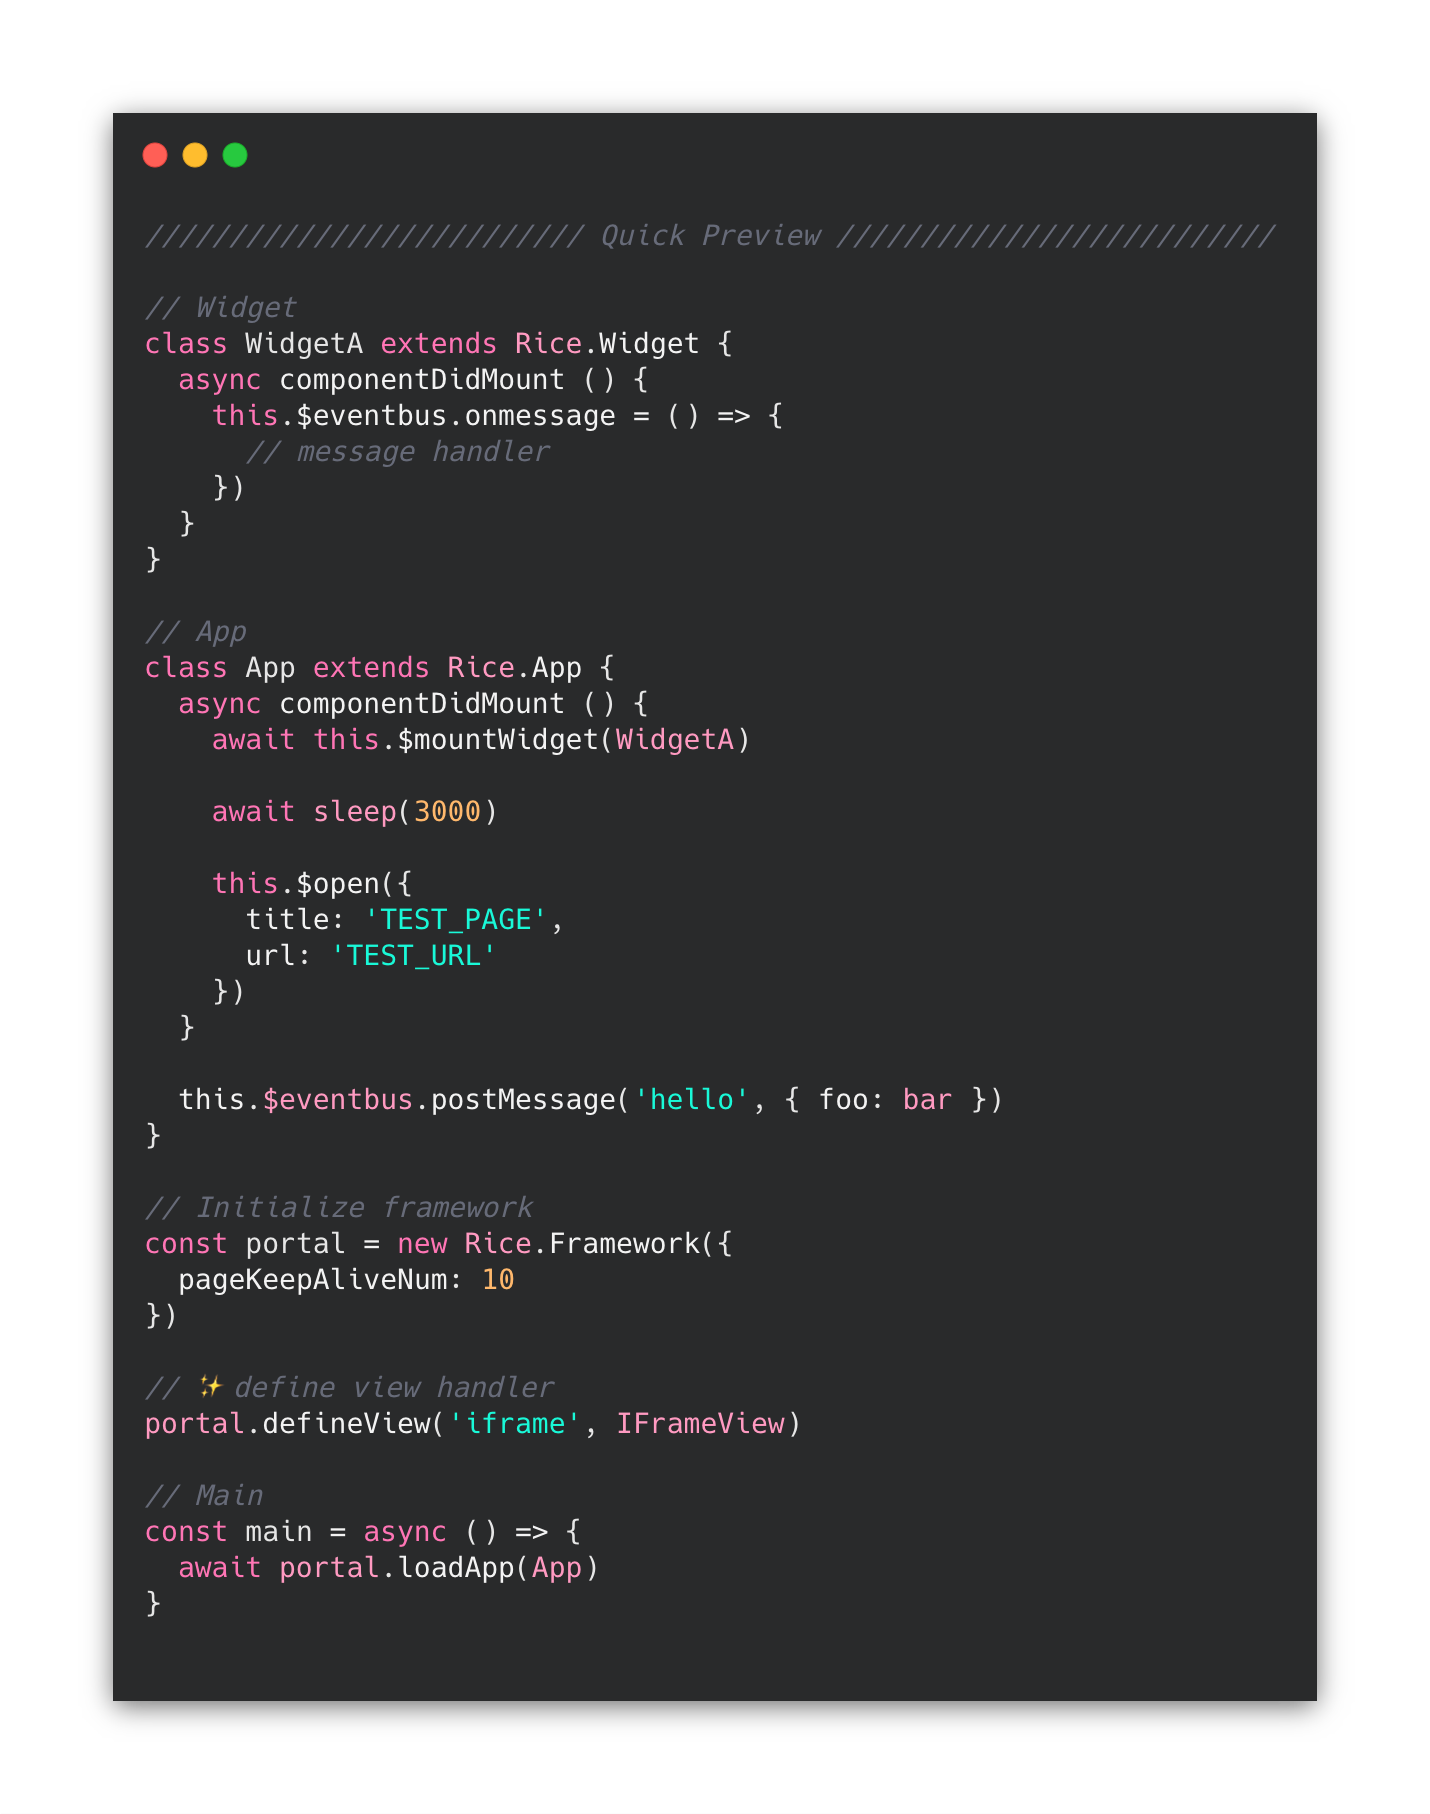 ////////////////////////// Quick Preview //////////////////////////
// Widget
class WidgetA extends Rice.Widget {
  async componentDidMount () {
    this.$eventbus.onmessage = () => {
      // message handler
    })
  }
}
// App
class App extends Rice.App {
  async componentDidMount () {
    await this.$mountWidget(WidgetA)
    await sleep(3000)
    this.$open({
      title: 'TEST_PAGE',
      url: 'TEST_URL'
    })
  }
  this.$eventbus.postMessage('hello', { foo: bar })
}
// Initialize framework
const portal = new Rice.Framework({
  pageKeepAliveNum: 10
})
// ✨ define view handler
portal.defineView('iframe', IFrameView)
// Main
const main = async () => {
  await portal.loadApp(App)
}